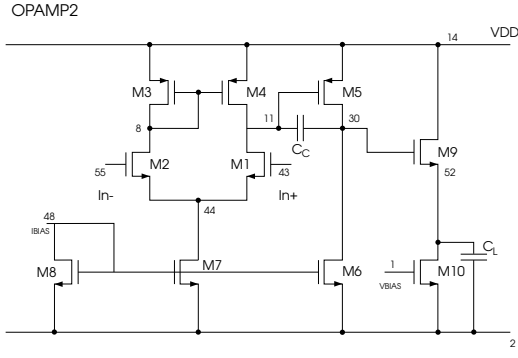 OPAMP2
14
VDD
M3
M4
M5
8
11
30
C_C
M9
55
M2
M1
43
52
In-
In+
44
48
IBIAS
M8
M7
M6
1
VBIAS
M10
C_L
2